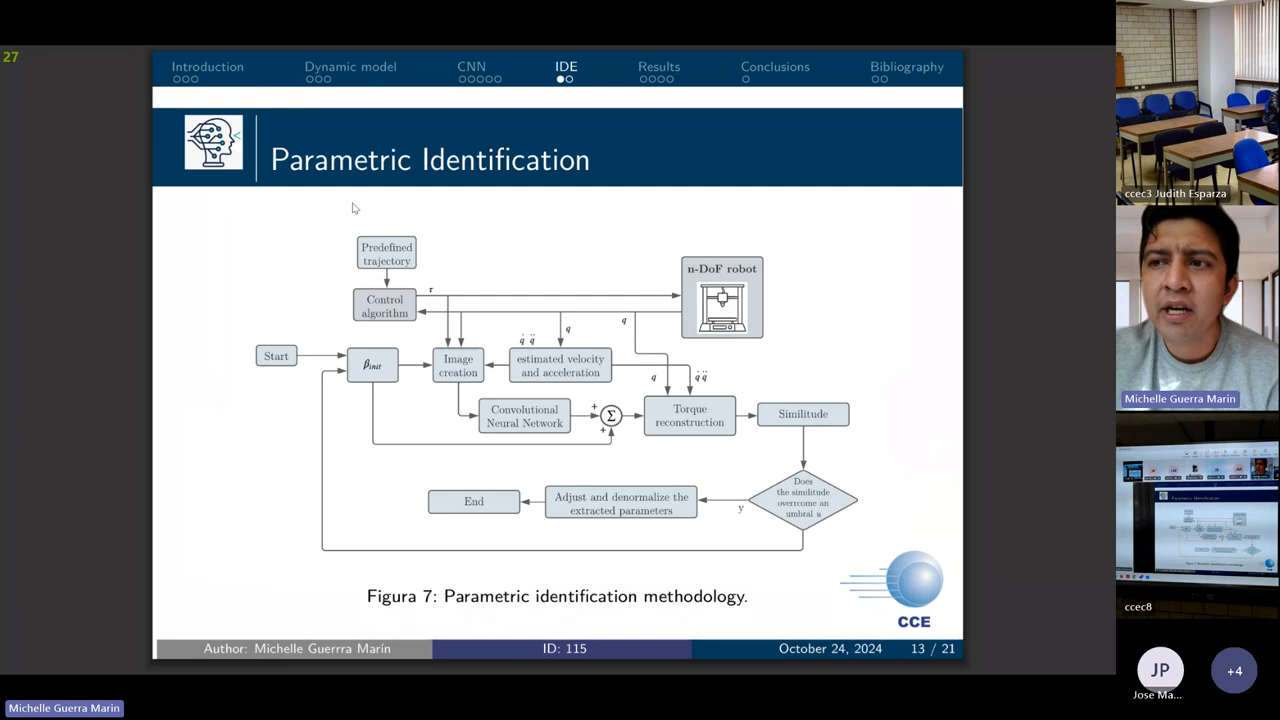 27
Introduction Dynamic model CNN IDE Results Conclusions Bibliography
Parametric Identification
Predefined
trajectory
Control
algorithm
τ
n-DoF robot
q
q
q̇ q̈
Start
βinit
Image
creation
estimated velocity
and acceleration
q
q̇ q̈
Convolutional
Neural Network
+
Σ
+
Torque
reconstruction
Similitude
Does
the similitude
overrcome an
umbral u
y
Adjust and denormalize the
extracted parameters
End
Figura 7: Parametric identification methodology.
CCE
Author: Michelle Guerrra Marín ID: 115 October 24, 2024 13 / 21
Michelle Guerra Marin
ccec3 Judith Esparza
Michelle Guerra Marin
Parametric Identification
ccec8
JP
Jose Ma...
+4